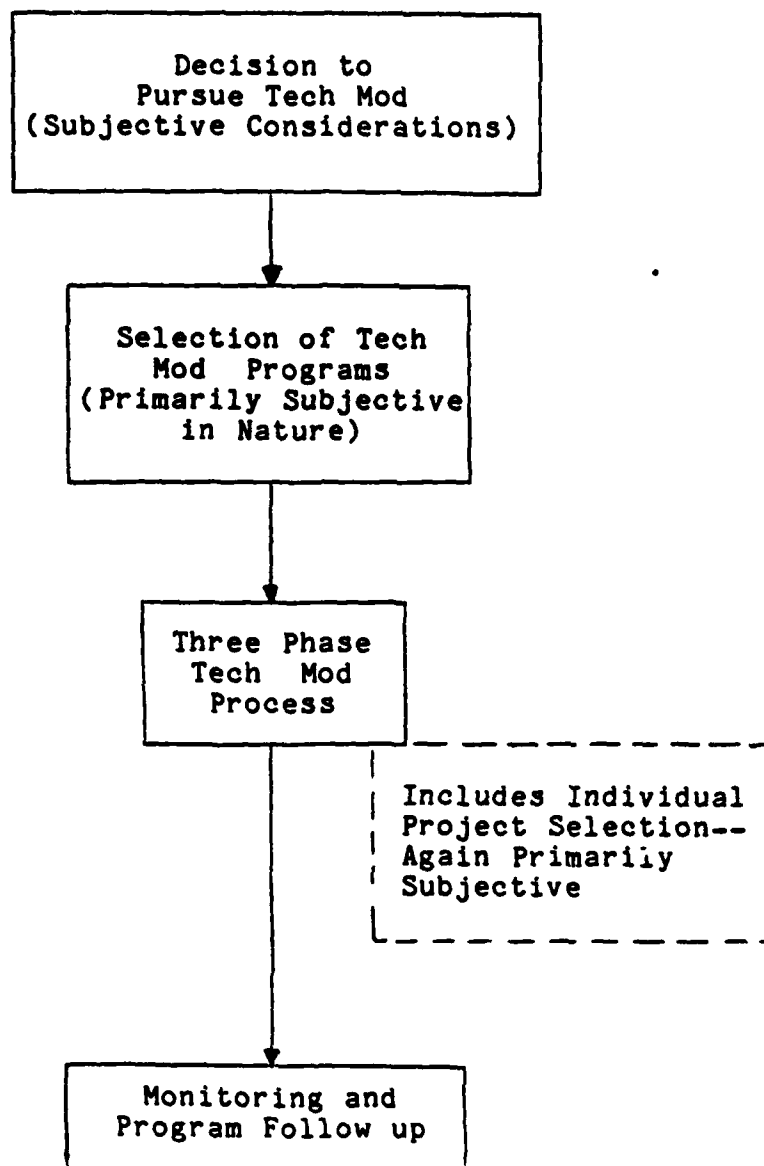 Decision to
Pursue Tech Mod
(Subjective Considerations)
Selection of Tech
Mod Programs
(Primarily Subjective
in Nature)
Three Phase
Tech Mod
Process
Includes Individual
Project Selection--
Again Primarily
Subjective
Monitoring and
Program Follow up